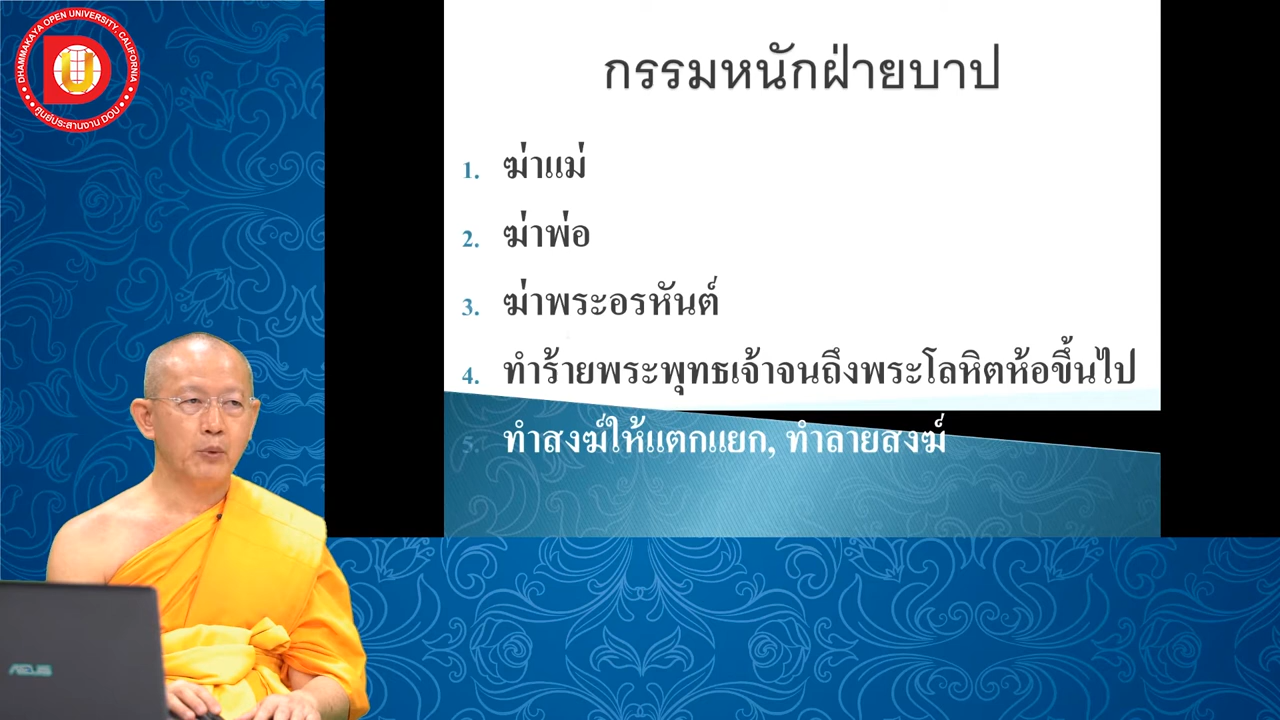 DHAMMAKAYA OPEN UNIVERSITY, CALIFORNIA
DU
ศูนย์ประสานงาน DOU
กรรมหนักฝ่ายบาป
1. ฆ่าแม่
2. ฆ่าพ่อ
3. ฆ่าพระอรหันต์
4. ทำร้ายพระพุทธเจ้าจนถึงพระโลหิตห้อขึ้นไป
5. ทำสงฆ์ให้แตกแยก, ทำลายสงฆ์
ASUS